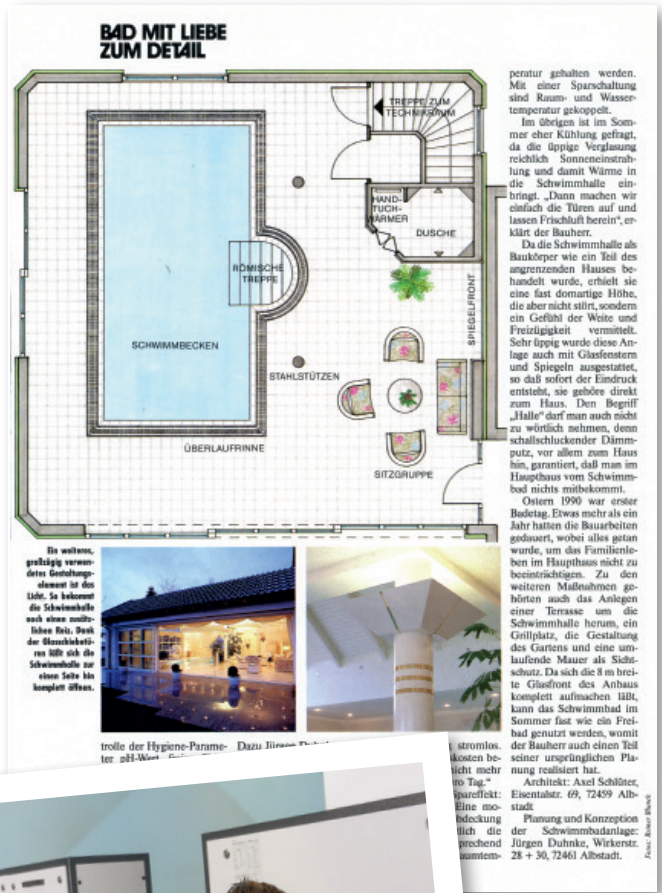 BAD MIT LIEBE
ZUM DETAIL
TREPPE ZUM
TECHNIKRAUM
HAND-
TUCH-
WÄRMER
DUSCHE
RÖMISCHE
TREPPE
SPIEGELFRONT
SCHWIMMBECKEN
STAHLSTÜTZEN
ÜBERLAUFRINNE
SITZGRUPPE
Ein weiteres,
großzügig verwen-
detes Gestaltungs-
element ist das
Licht. So bekommt
die Schwimmhalle
noch einen zusätz-
lichen Reiz. Dank
der Glasschiebetü-
ren läßt sich die
Schwimmhalle zur
einen Seite hin
komplett öffnen.
trolle der Hygiene-Parame-
ter pH-Wert,
Dazu Jürgen
stromlos.
kosten be-
nicht mehr
ro Tag."
Spareffekt:
Eine mo-
bdeckung
tlich die
prechend
aumtem-
peratur gehalten werden.
Mit einer Sparschaltung
sind Raum- und Wasser-
temperatur gekoppelt.
Im übrigen ist im Som-
mer eher Kühlung gefragt,
da die üppige Verglasung
reichlich Sonneneinstrah-
lung und damit Wärme in
die Schwimmhalle ein-
bringt. „Dann machen wir
einfach die Türen auf und
lassen Frischluft herein", er-
klärt der Bauherr.
Da die Schwimmhalle als
Baukörper wie ein Teil des
angrenzenden Hauses be-
handelt wurde, erhielt sie
eine fast domartige Höhe,
die aber nicht stört, sondern
ein Gefühl der Weite und
Freizügigkeit vermittelt.
Sehr üppig wurde diese An-
lage auch mit Glasfenstern
und Spiegeln ausgestattet,
so daß sofort der Eindruck
entsteht, sie gehöre direkt
zum Haus. Den Begriff
„Halle" darf man auch nicht
zu wörtlich nehmen, denn
schallschluckender Dämm-
putz, vor allem zum Haus
hin, garantiert, daß man im
Haupthaus vom Schwimm-
bad nichts mitbekommt.
Ostern 1990 war erster
Badetag. Etwas mehr als ein
Jahr hatten die Bauarbeiten
gedauert, wobei alles getan
wurde, um das Familienle-
ben im Haupthaus nicht zu
beeinträchtigen. Zu den
weiteren Maßnahmen ge-
hörten auch das Anlegen
einer Terrasse um die
Schwimmhalle herum, ein
Grillplatz, die Gestaltung
des Gartens und eine um-
laufende Mauer als Sicht-
schutz. Da sich die 8 m brei-
te Glasfront des Anbaus
komplett aufmachen läßt,
kann das Schwimmbad im
Sommer fast wie ein Frei-
bad genutzt werden, womit
der Bauherr auch einen Teil
seiner ursprünglichen Pla-
nung realisiert hat.
Architekt: Axel Schlüter,
Eisentalstr. 69, 72459 Alb-
stadt
Planung und Konzeption
der Schwimmbadanlage:
Jürgen Duhnke, Wirkerstr.
28 + 30, 72461 Albstadt.